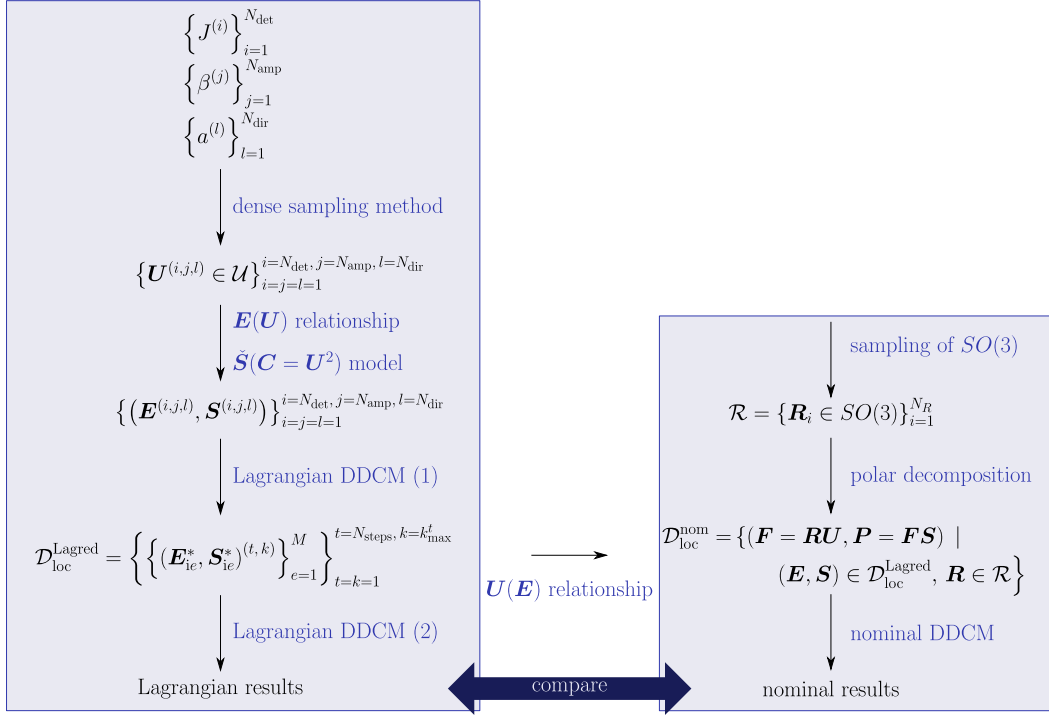 {J^(i)}_{i=1}^{N_det}
{β^(j)}_{j=1}^{N_amp}
{a^(l)}_{l=1}^{N_dir}
dense sampling method
{U^(i,j,l) ∈ 𝒰}_{i=j=l=1}^{i=N_det, j=N_amp, l=N_dir}
E(U) relationship
Š(C = U²) model
{(E^(i,j,l), S^(i,j,l))}_{i=j=l=1}^{i=N_det, j=N_amp, l=N_dir}
Lagrangian DDCM (1)
𝒟_loc^Lagred = {{(E*_ie, S*_ie)^(t,k)}_{e=1}^{M}}_{t=k=1}^{t=N_steps, k=k_max^t}
Lagrangian DDCM (2)
Lagrangian results
U(E) relationship
compare
sampling of SO(3)
ℛ = {R_i ∈ SO(3)}_{i=1}^{N_R}
polar decomposition
𝒟_loc^nom = {(F = RU, P = FS) |
(E, S) ∈ 𝒟_loc^Lagred, R ∈ ℛ}
nominal DDCM
nominal results